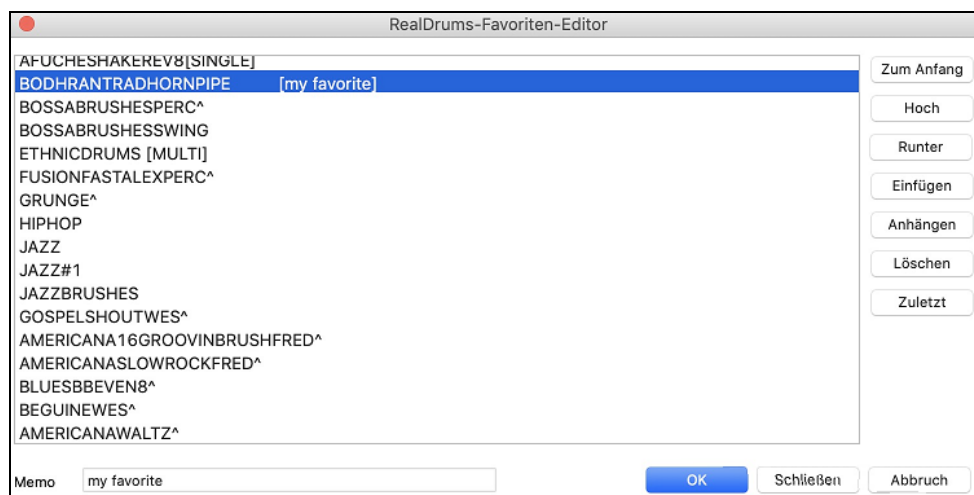 RealDrums-Favoriten-Editor
AFUCHESHAKEREV8[SINGLE]
BODHRANTRADHORNPIPE [my favorite]
BOSSABRUSHESPERC^
BOSSABRUSHESSWING
ETHNICDRUMS [MULTI]
FUSIONFASTALEXPERC^
GRUNGE^
HIPHOP
JAZZ
JAZZ#1
JAZZBRUSHES
GOSPELSHOUTWES^
AMERICANA16GROOVINBRUSHFRED^
AMERICANASLOWROCKFRED^
BLUESBBEVEN8^
BEGUINEWES^
AMERICANAWALTZ^
Zum Anfang
Hoch
Runter
Einfügen
Anhängen
Löschen
Zuletzt
Memo my favorite
OK Schließen Abbruch